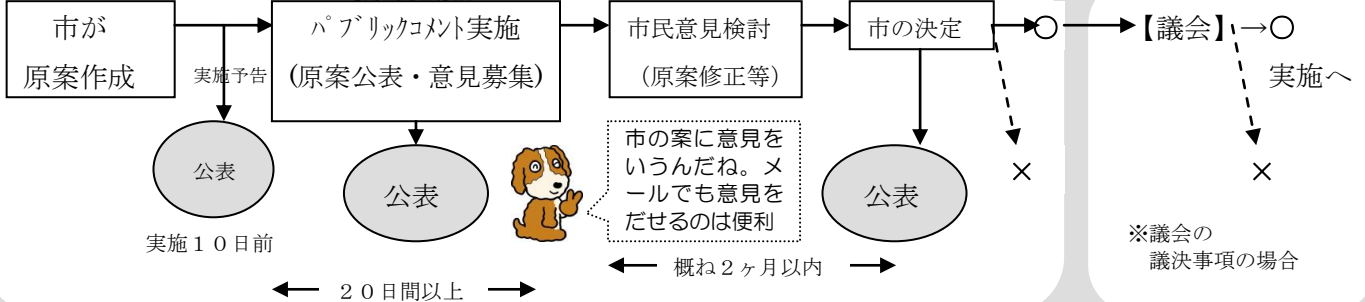 市が
原案作成
実施予告
パブリックコメント実施
(原案公表・意見募集)
市民意見検討
（原案修正等）
市の決定
○
【議会】
→○
実施へ
公表
公表
市の案に意見を
いうんだね。メ
ールでも意見を
だせるのは便利
公表
×
×
実施１０日前
２０日間以上
概ね２ヶ月以内
※議会の
議決事項の場合